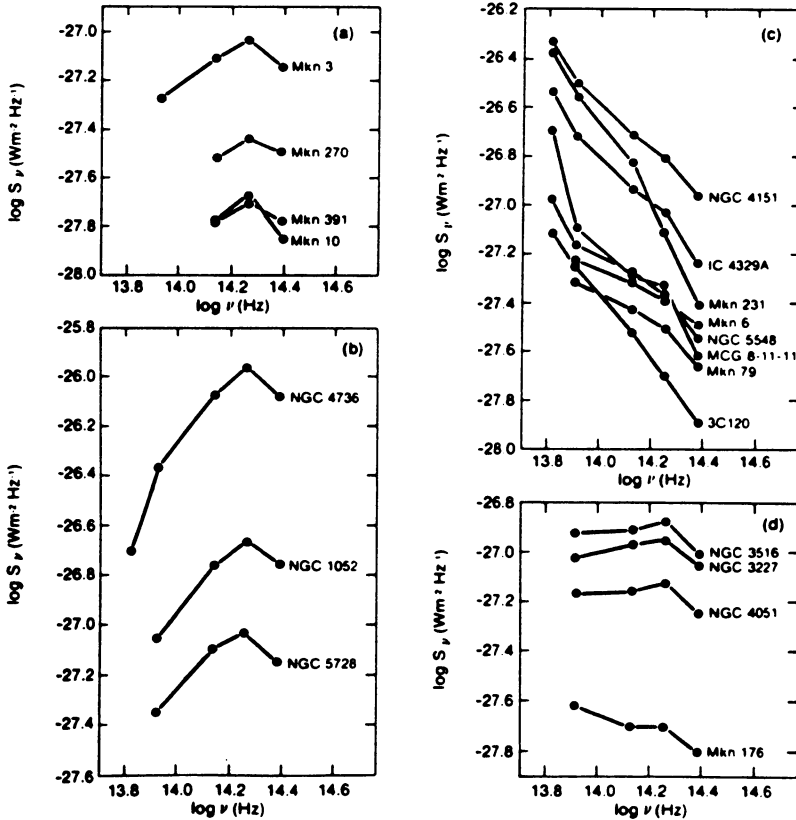 (a)
log S ν (Wm⁻² Hz⁻¹)
-27.0
-27.2
-27.4
-27.6
-27.8
-28.0
Mkn 3
Mkn 270
Mkn 391
Mkn 10
13.8 14.0 14.2 14.4 14.6
log ν (Hz)
(b)
log S ν (Wm⁻² Hz⁻¹)
-25.8
-26.0
-26.2
-26.4
-26.6
-26.8
-27.0
-27.2
-27.4
-27.6
NGC 4736
NGC 1052
NGC 5728
13.8 14.0 14.2 14.4 14.6
log ν (Hz)
(c)
log S ν (Wm⁻² Hz⁻¹)
-26.2
-26.4
-26.6
-26.8
-27.0
-27.2
-27.4
-27.6
-27.8
-28.0
NGC 4151
IC 4329A
Mkn 231
Mkn 6
NGC 5548
MCG 8-11-11
Mkn 79
3C120
13.8 14.0 14.2 14.4 14.6
log ν (Hz)
(d)
log S ν (Wm⁻² Hz⁻¹)
-26.8
-27.0
-27.2
-27.4
-27.6
-27.8
NGC 3516
NGC 3227
NGC 4051
Mkn 176
13.8 14.0 14.2 14.4 14.6
log ν (Hz)